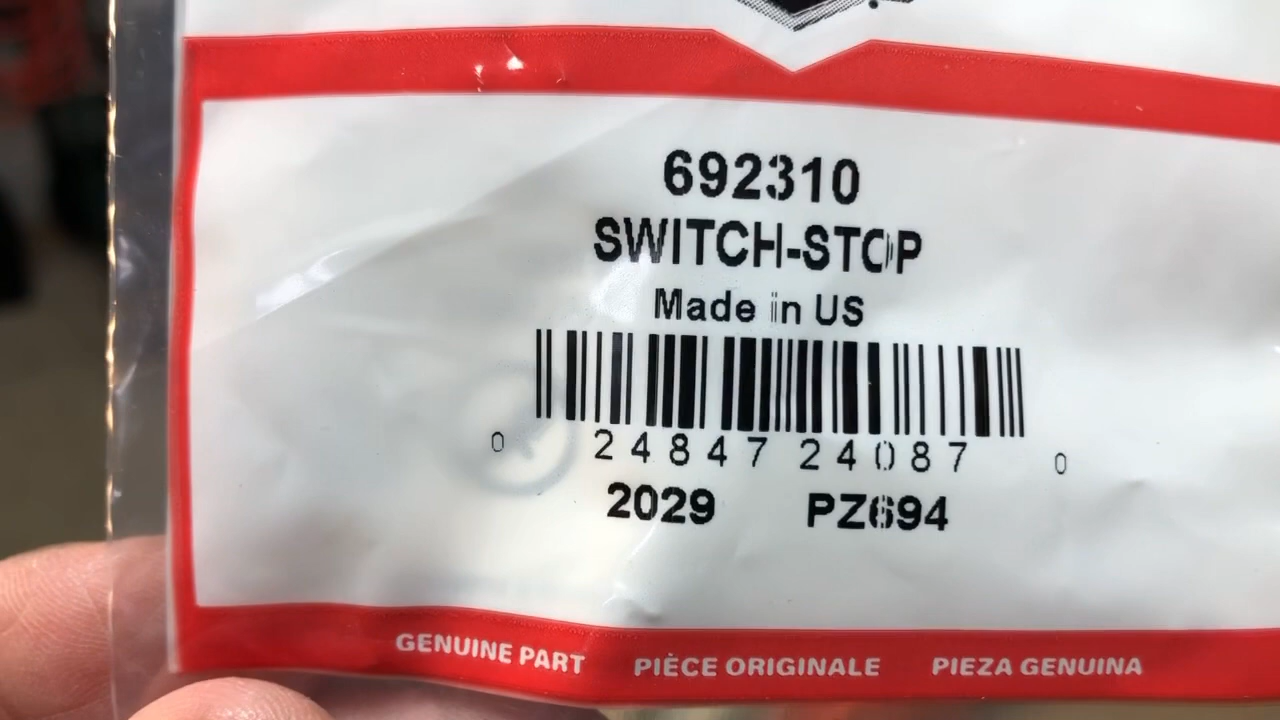 692310
SWITCH-STOP
Made in US
0 24847 24087 0
2029 PZ694
GENUINE PART PIÈCE ORIGINALE PIEZA GENUINA